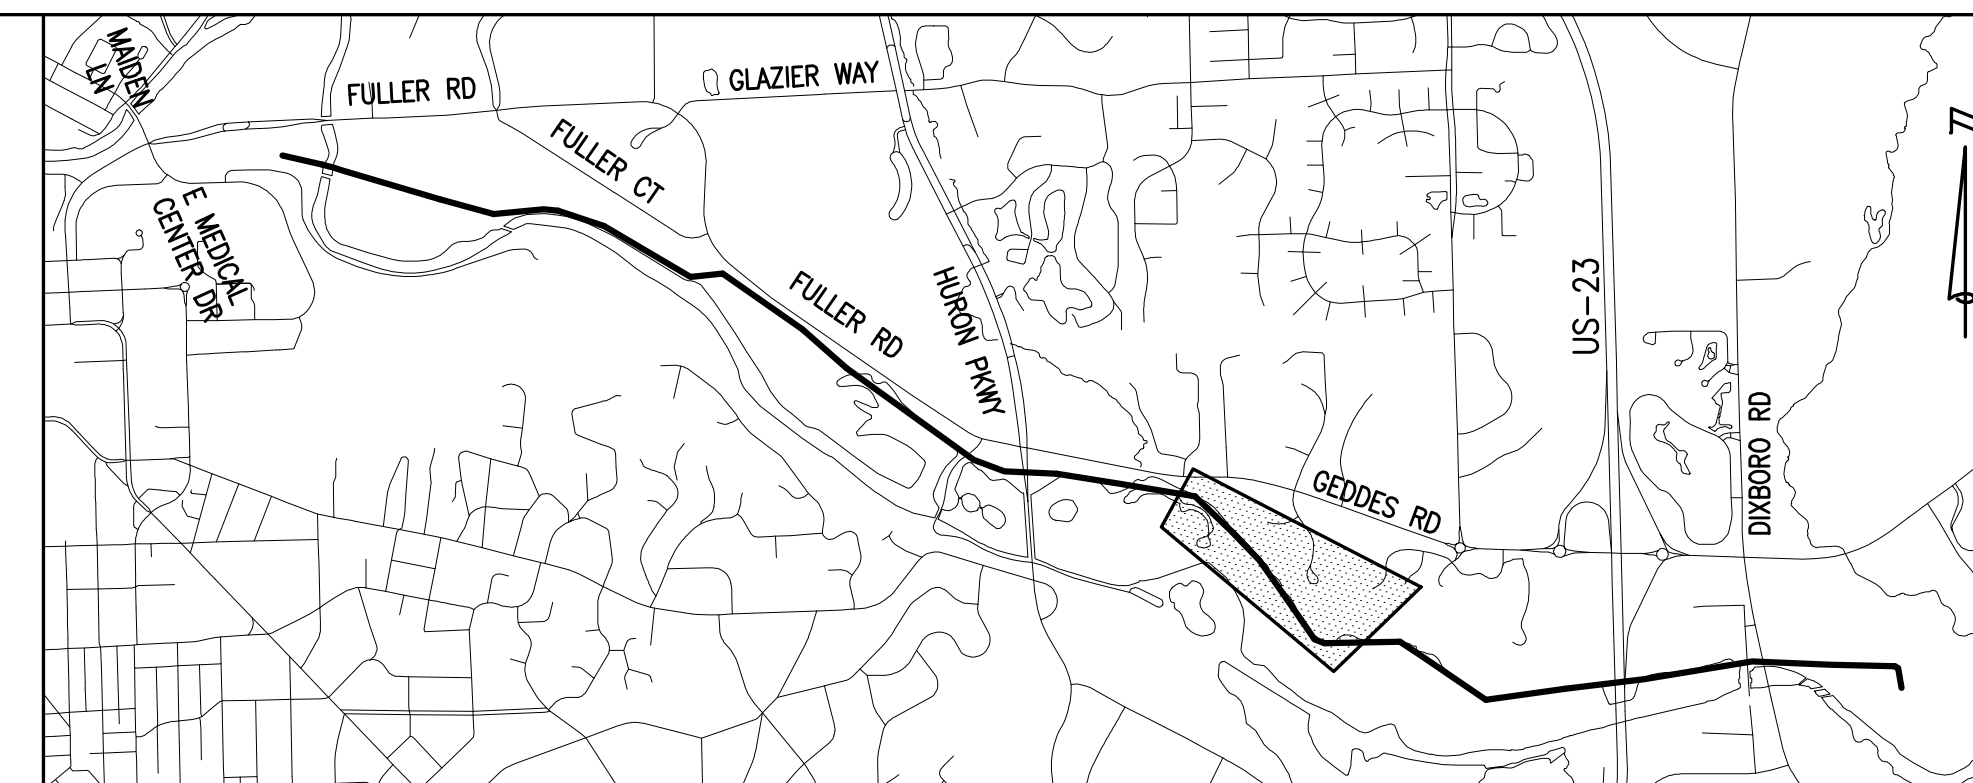 MAIDEN
LN
FULLER RD
GLAZIER WAY
FULLER CT
E MEDICAL
CENTER DR
FULLER RD
HURON PKWY
US-23
GEDDES RD
DIXBORO RD